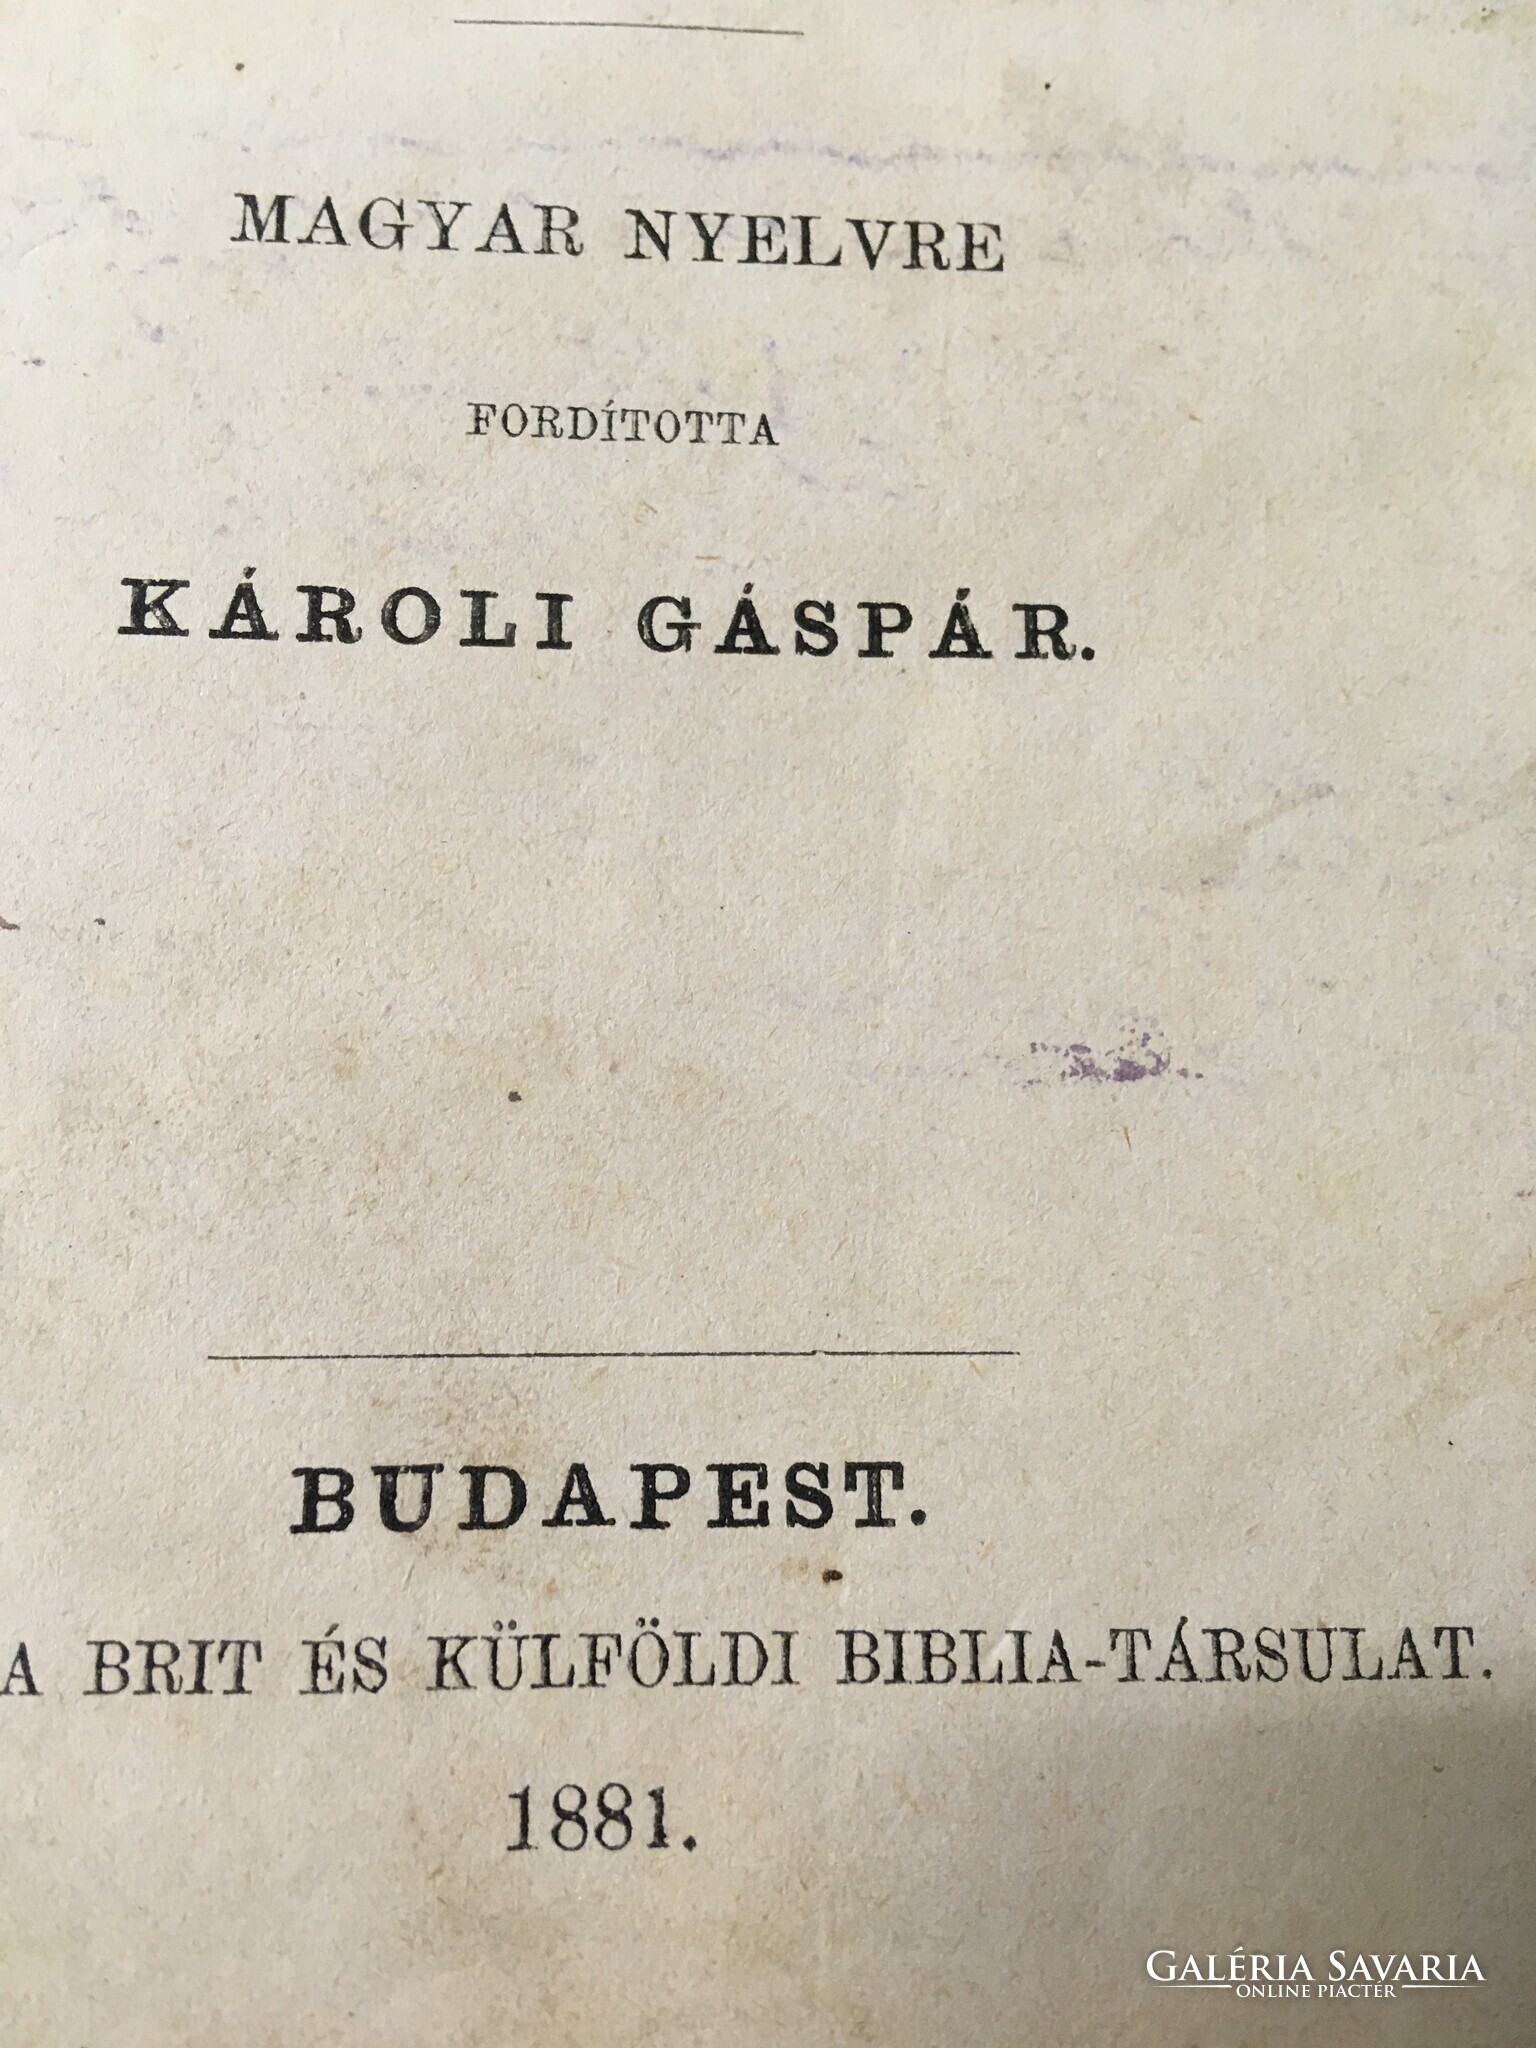 MAGYAR NYELVRE
FORDÍTOTTA
KÁROLI GÁSPÁR.
BUDAPEST.
A BRIT ÉS KÜLFÖLDI BIBLIA-TÁRSULAT.
1881.
GALÉRIA SAVARIA
ONLINE PIACTÉR